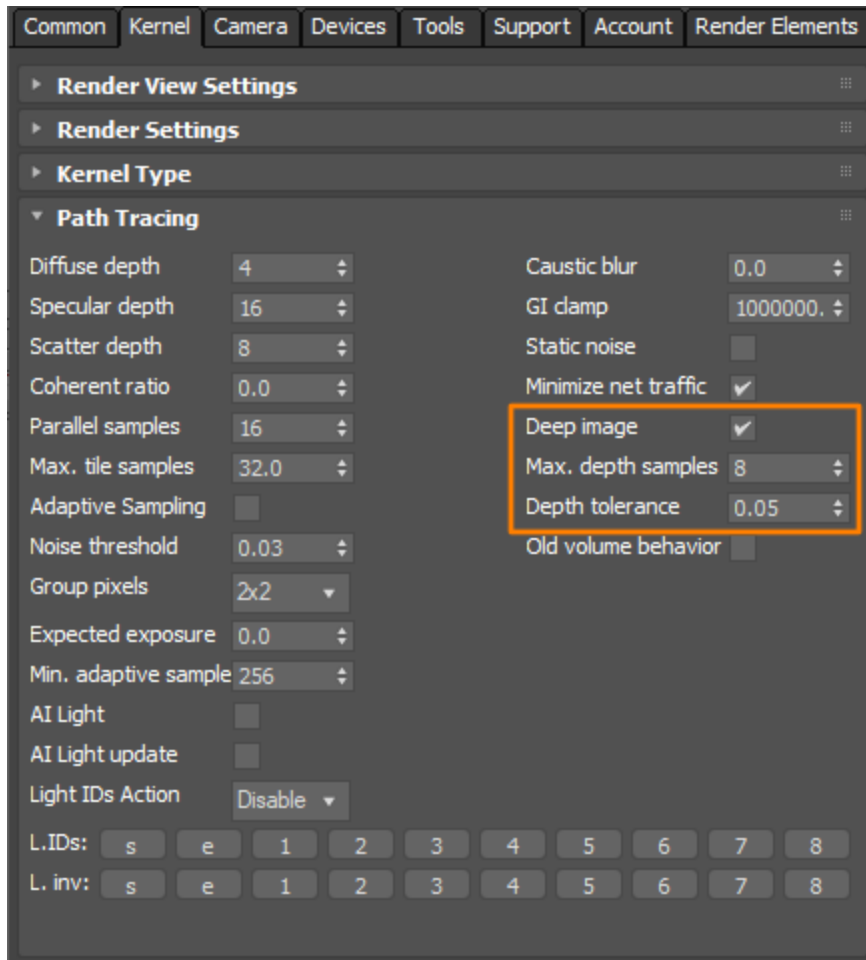 Common Kernel Camera Devices Tools Support Account Render Elements
Render View Settings
Render Settings
Kernel Type
Path Tracing
Diffuse depth 4 Caustic blur 0.0
Specular depth 16 GI clamp 1000000.
Scatter depth 8 Static noise
Coherent ratio 0.0 Minimize net traffic
Parallel samples 16 Deep image
Max. tile samples 32.0 Max. depth samples 8
Adaptive Sampling Depth tolerance 0.05
Noise threshold 0.03 Old volume behavior
Group pixels 2x2
Expected exposure 0.0
Min. adaptive sample 256
AI Light
AI Light update
Light IDs Action Disable
L.IDs: s e 1 2 3 4 5 6 7 8
L. inv: s e 1 2 3 4 5 6 7 8